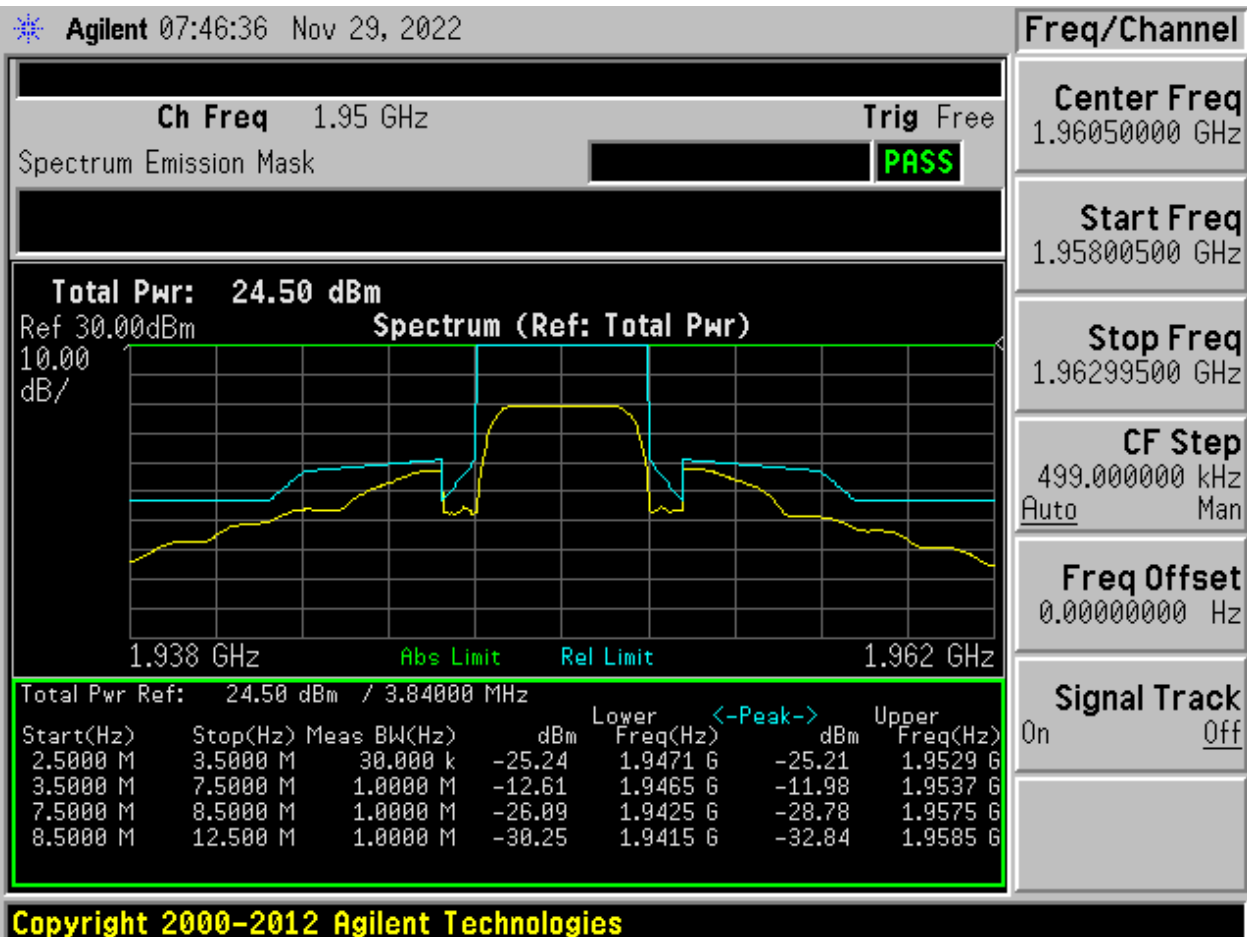 Agilent 07:46:36 Nov 29, 2022
Freq/Channel
Ch Freq 1.95 GHz Trig Free
Spectrum Emission Mask PASS
Center Freq
1.96050000 GHz
Start Freq
1.95800500 GHz
Stop Freq
1.96299500 GHz
CF Step
499.000000 kHz
Auto Man
Freq Offset
0.00000000 Hz
Signal Track
On Off
Total Pwr: 24.50 dBm
Ref 30.00dBm Spectrum (Ref: Total Pwr)
10.00
dB/
1.938 GHz Abs Limit Rel Limit 1.962 GHz
Total Pwr Ref: 24.50 dBm / 3.84000 MHz
Lower <-Peak-> Upper
Start(Hz) Stop(Hz) Meas BW(Hz) dBm Freq(Hz) dBm Freq(Hz)
2.5000 M 3.5000 M 30.000 k -25.24 1.9471 G -25.21 1.9529 G
3.5000 M 7.5000 M 1.0000 M -12.61 1.9465 G -11.98 1.9537 G
7.5000 M 8.5000 M 1.0000 M -26.09 1.9425 G -28.78 1.9575 G
8.5000 M 12.500 M 1.0000 M -30.25 1.9415 G -32.84 1.9585 G
Copyright 2000-2012 Agilent Technologies